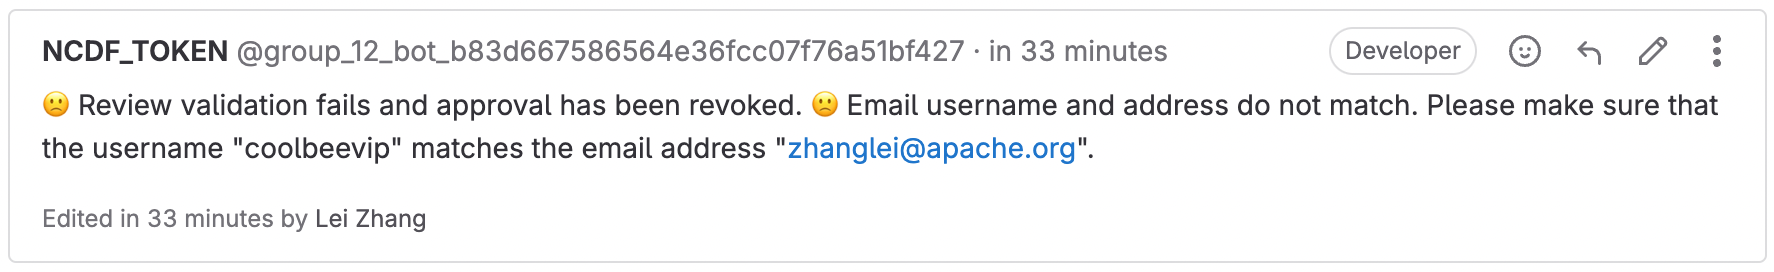 NCDF_TOKEN @group_12_bot_b83d667586564e36fcc07f76a51bf427 · in 33 minutes Developer
🙁 Review validation fails and approval has been revoked. 🙁 Email username and address do not match. Please make sure that
the username "coolbeevip" matches the email address "zhanglei@apache.org".
Edited in 33 minutes by Lei Zhang